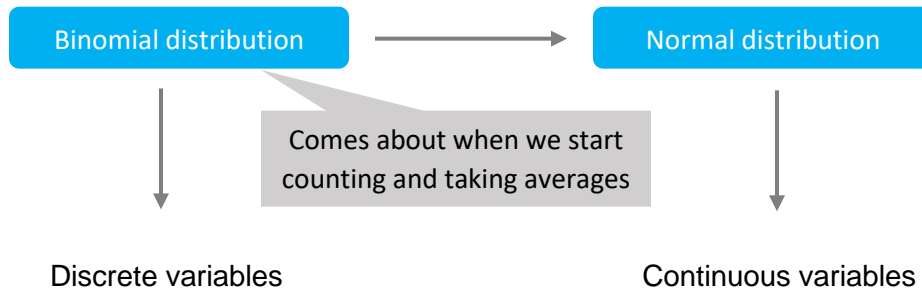 Binomial distribution
Normal distribution
Comes about when we start
counting and taking averages
Discrete variables
Continuous variables